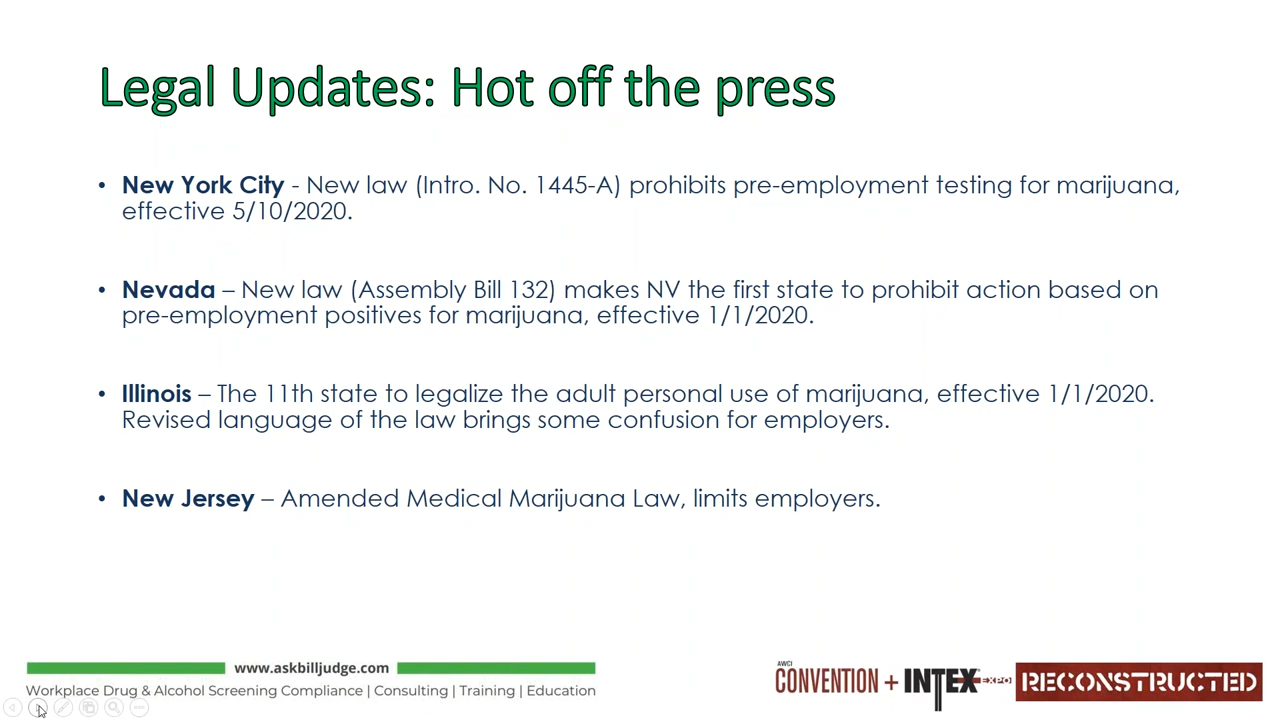 Legal Updates: Hot off the press
• New York City - New law (Intro. No. 1445-A) prohibits pre-employment testing for marijuana,
effective 5/10/2020.
• Nevada – New law (Assembly Bill 132) makes NV the first state to prohibit action based on
pre-employment positives for marijuana, effective 1/1/2020.
• Illinois – The 11th state to legalize the adult personal use of marijuana, effective 1/1/2020.
Revised language of the law brings some confusion for employers.
• New Jersey – Amended Medical Marijuana Law, limits employers.
www.askbilljudge.com
Workplace Drug & Alcohol Screening Compliance | Consulting | Training | Education
AWCI
CONVENTION + INTEX EXPO RECONSTRUCTED